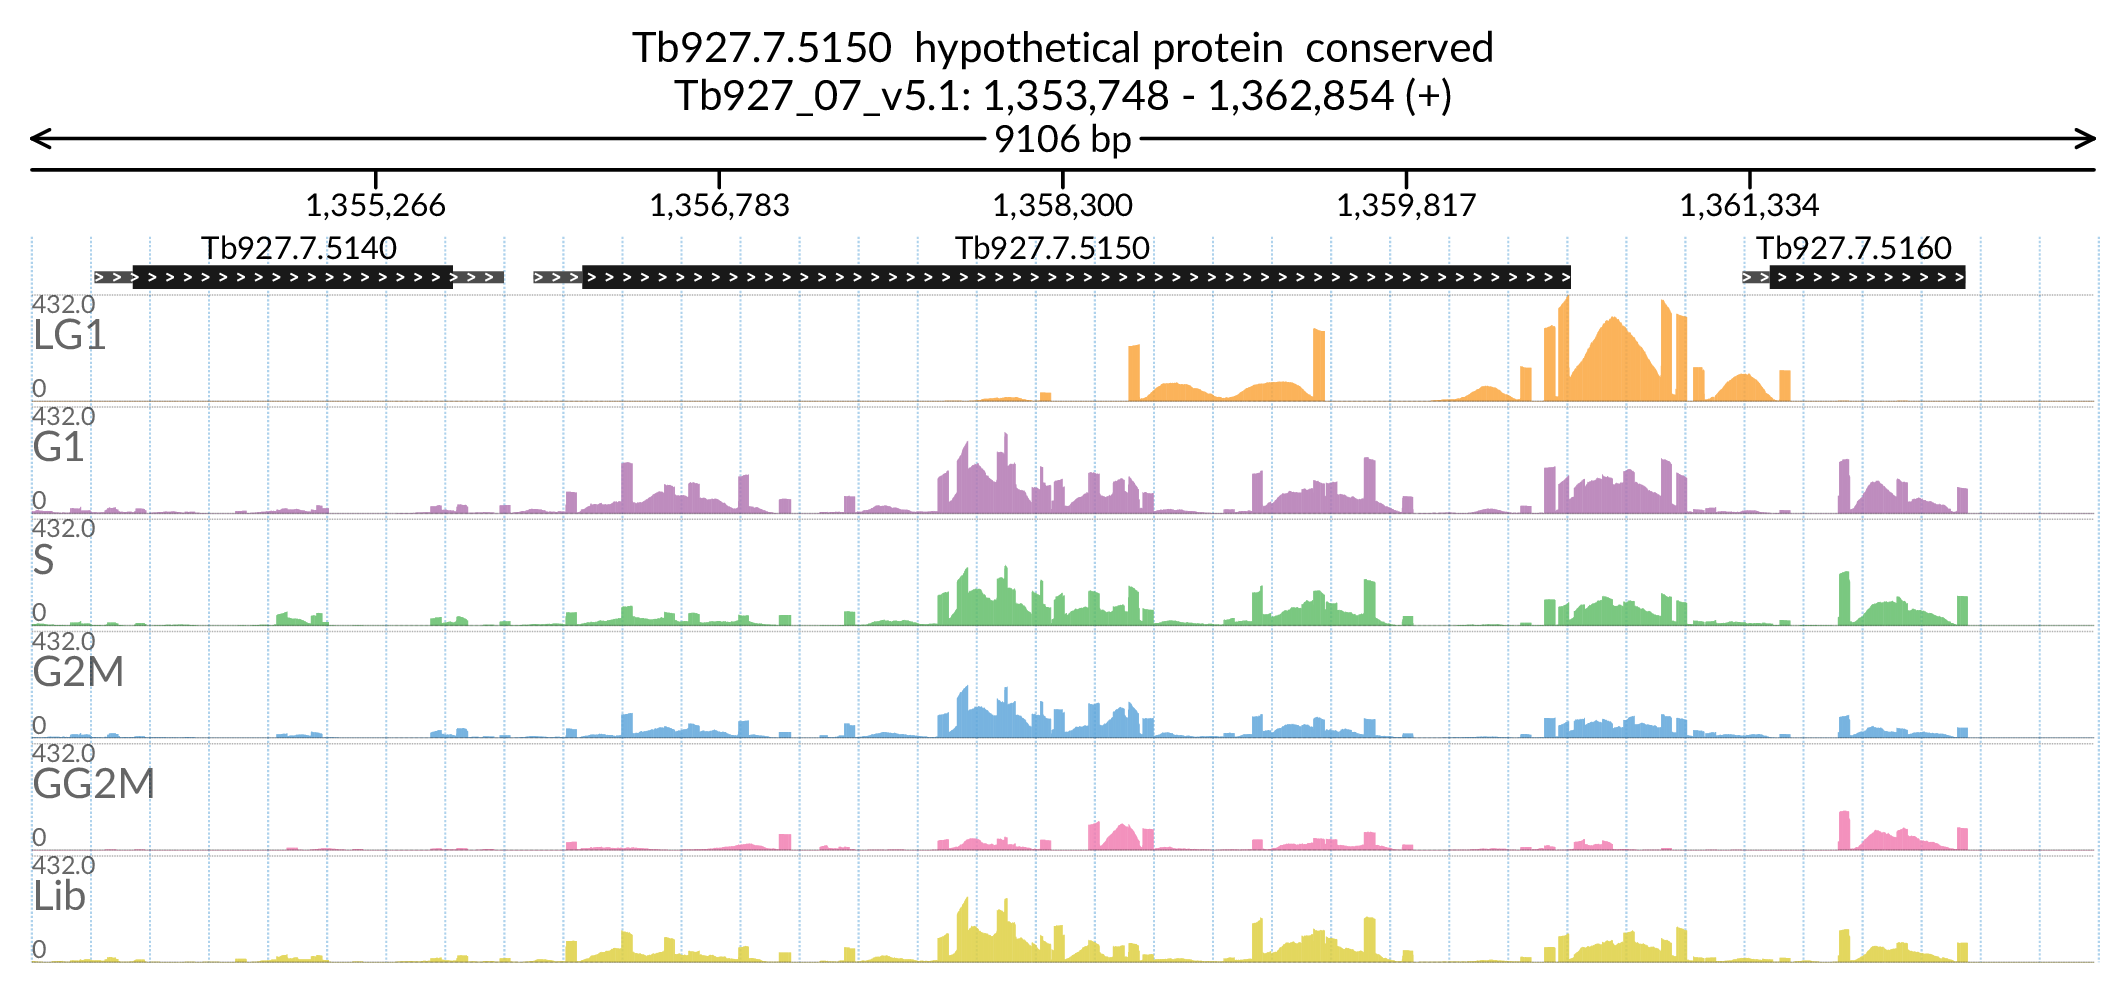 Tb927.7.5150 hypothetical protein conserved
Tb927_07_v5.1: 1,353,748 - 1,362,854 (+)
9106 bp
1,355,266 1,356,783 1,358,300 1,359,817 1,361,334
Tb927.7.5140 Tb927.7.5150 Tb927.7.5160
432.0
LG1
0
432.0
G1
0
432.0
S
0
432.0
G2M
0
432.0
GG2M
0
432.0
Lib
0